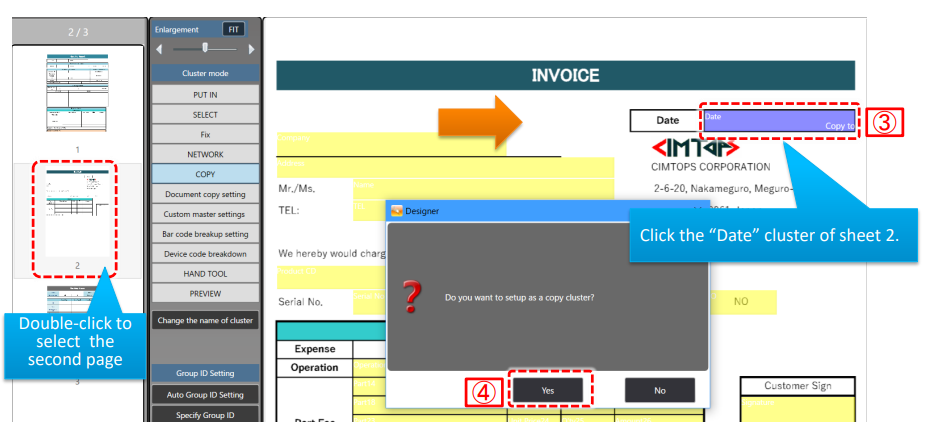 2 / 3
1
2
3
Double-click to
select the
second page
Enlargement FIT
Cluster mode
PUT IN
SELECT
Fix
NETWORK
COPY
Document copy setting
Custom master settings
Bar code breakup setting
Device code breakdown
HAND TOOL
PREVIEW
Change the name of cluster
Group ID Setting
Auto Group ID Setting
Specify Group ID
INVOICE
Date
Date
Copy to
③
CIMTOPS
CIMTOPS CORPORATION
2-6-20, Nakameguro, Meguro-
Mr./Ms,
TEL:
Click the “Date” cluster of sheet 2.
We hereby would charg
Serial No,
NO
Designer
?
Do you want to setup as a copy cluster?
④
Yes
No
Expense
Operation
Part Fee
Customer Sign